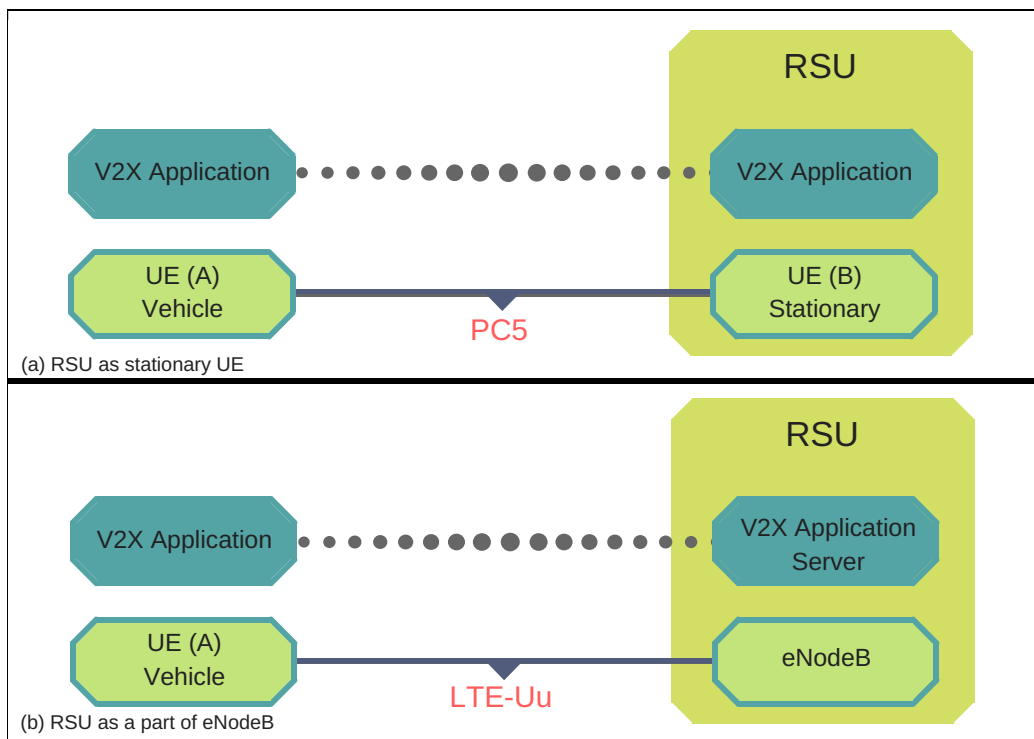 RSU
V2X Application
V2X Application
UE (A)
Vehicle
UE (B)
Stationary
PC5
(a) RSU as stationary UE
RSU
V2X Application
V2X Application
Server
UE (A)
Vehicle
eNodeB
LTE-Uu
(b) RSU as a part of eNodeB